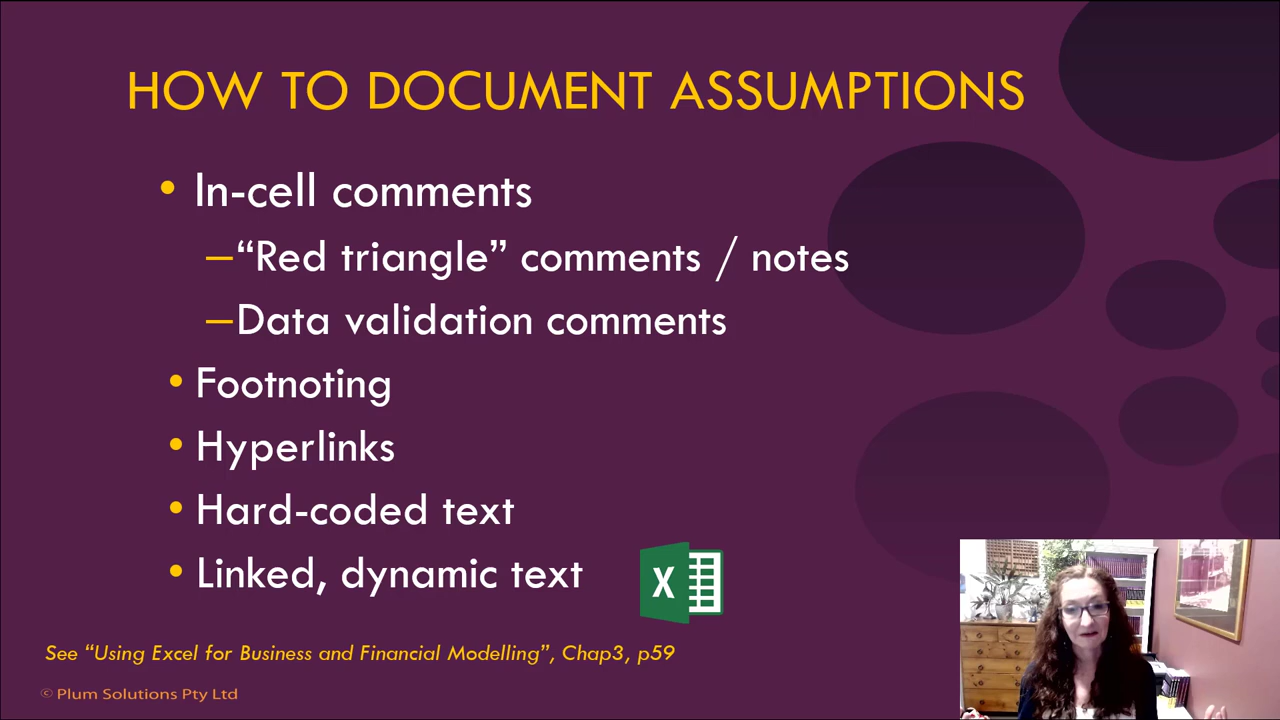 HOW TO DOCUMENT ASSUMPTIONS
• In-cell comments
–“Red triangle” comments / notes
–Data validation comments
• Footnoting
• Hyperlinks
• Hard-coded text
• Linked, dynamic text
X
See “Using Excel for Business and Financial Modelling”, Chap3, p59
© Plum Solutions Pty Ltd